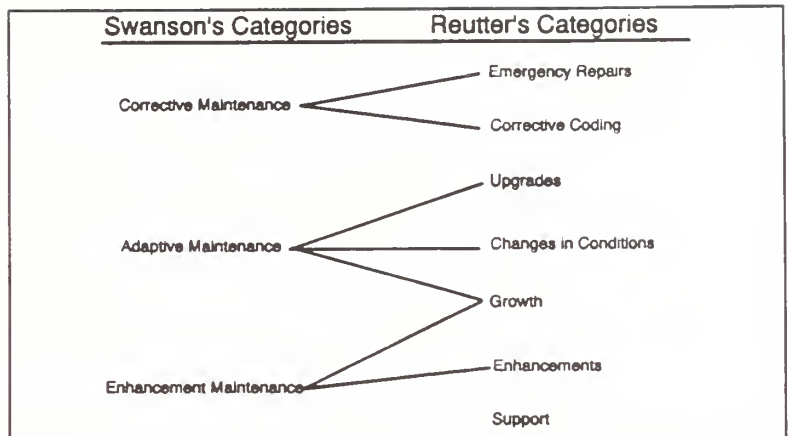 Swanson's Categories Reutter's Categories
Emergency Repairs
Corrective Maintenance
Corrective Coding
Upgrades
Adaptive Maintenance Changes in Conditions
Growth
Enhancements
Enhancement Maintenance
Support